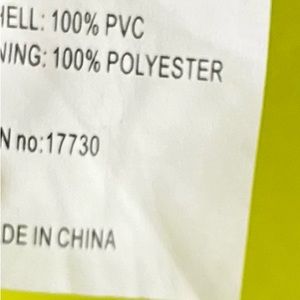 HELL: 100% PVC
NING: 100% POLYESTER
N no:17730
DE IN CHINA